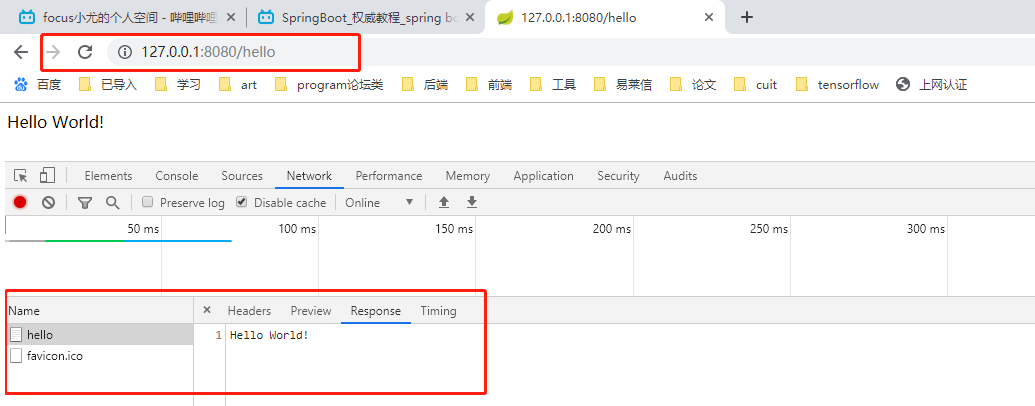 focus小尤的个人空间 - 哔哩哔哩 SpringBoot_权威教程_spring bo 127.0.0.1:8080/hello
127.0.0.1:8080/hello
百度 已导入 学习 art program论坛类 后端 前端 工具 易莱信 论文 cuit tensorflow 上网认证
Hello World!
Elements Console Sources Network Performance Memory Application Security Audits
Preserve log Disable cache Online
50 ms 100 ms 150 ms 200 ms 250 ms 300 ms
Name Headers Preview Response Timing
hello 1 Hello World!
favicon.ico